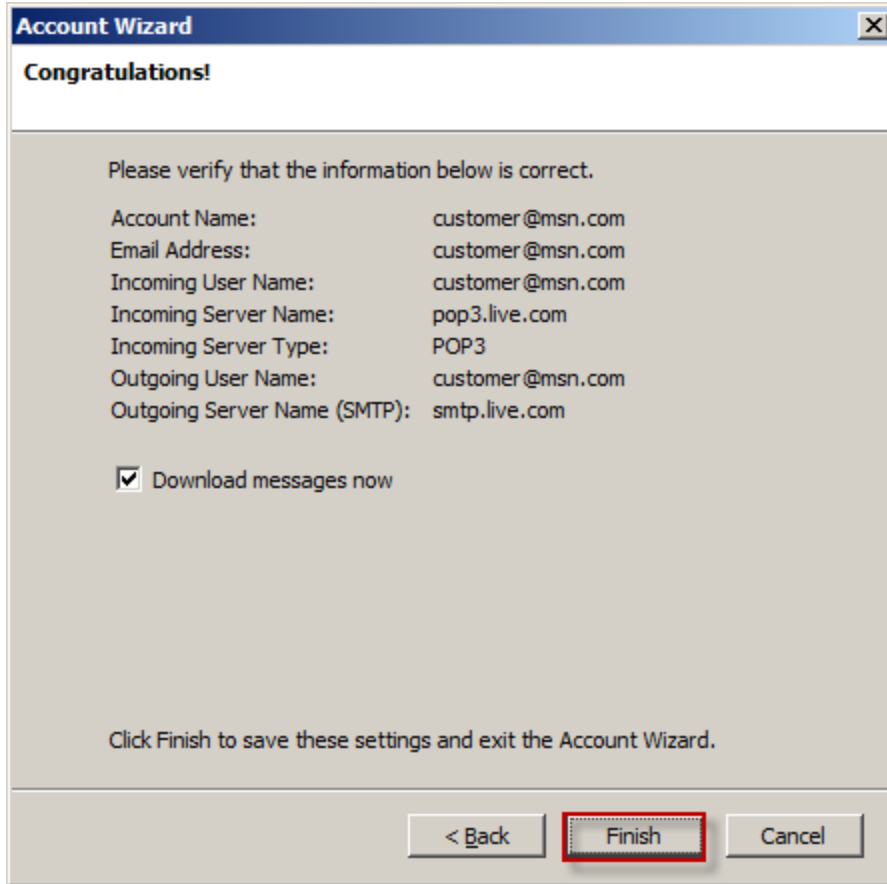 Account Wizard
Congratulations!
Please verify that the information below is correct.
Account Name: customer@msn.com
Email Address: customer@msn.com
Incoming User Name: customer@msn.com
Incoming Server Name: pop3.live.com
Incoming Server Type: POP3
Outgoing User Name: customer@msn.com
Outgoing Server Name (SMTP): smtp.live.com
Download messages now
Click Finish to save these settings and exit the Account Wizard.
< Back Finish Cancel